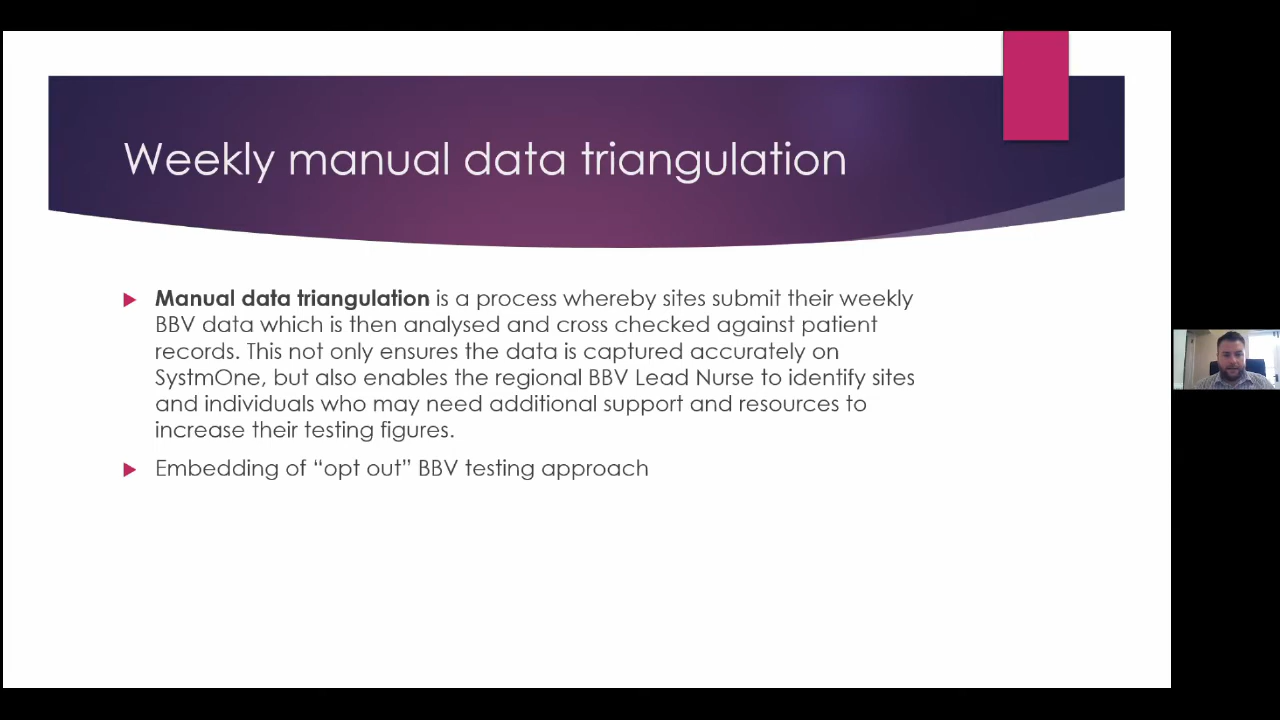 Weekly manual data triangulation
Manual data triangulation is a process whereby sites submit their weekly
BBV data which is then analysed and cross checked against patient
records. This not only ensures the data is captured accurately on
SystmOne, but also enables the regional BBV Lead Nurse to identify sites
and individuals who may need additional support and resources to
increase their testing figures.
Embedding of “opt out” BBV testing approach